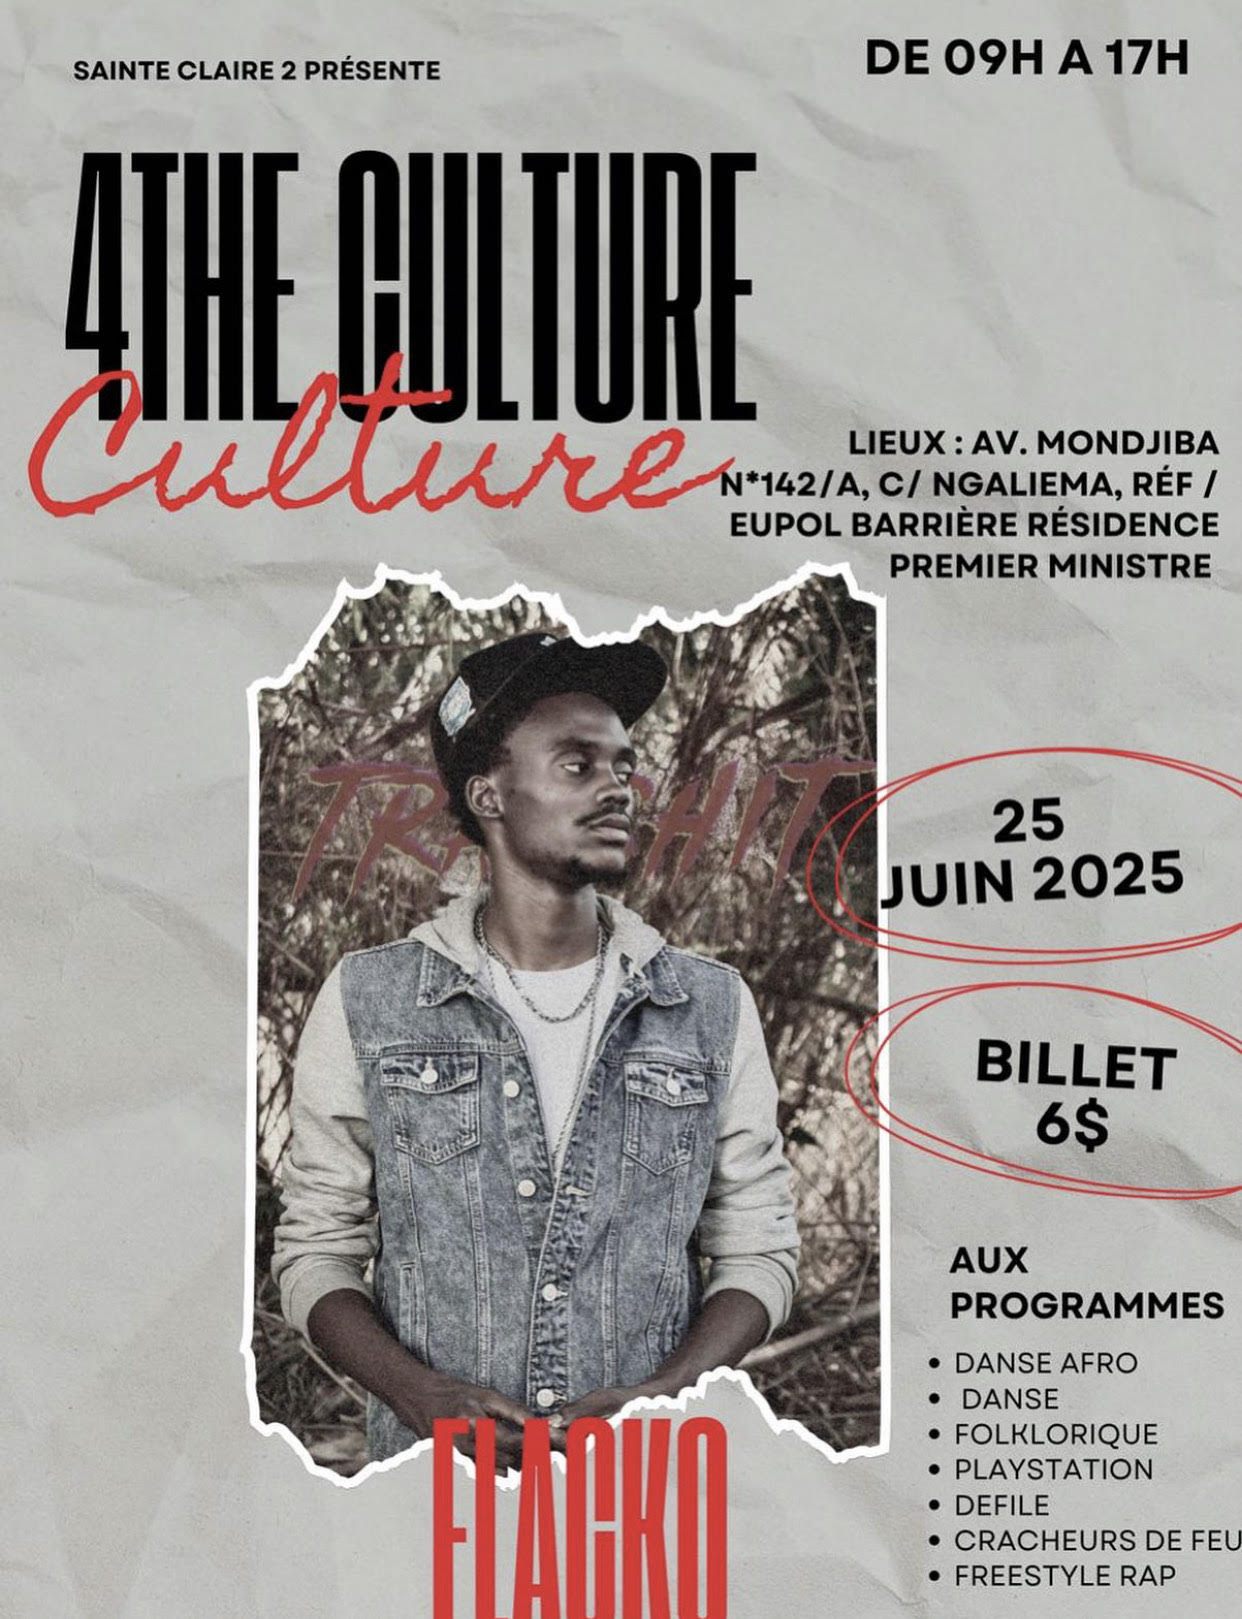 SAINTE CLAIRE 2 PRÉSENTE
DE 09H A 17H
4THE CULTURE
Culture
LIEUX : AV. MONDJIBA
N*142/A, C/ NGALIEMA, RÉF /
EUPOL BARRIÈRE RÉSIDENCE
PREMIER MINISTRE
25
JUIN 2025
BILLET
6$
AUX
PROGRAMMES
• DANSE AFRO
• DANSE
• FOLKLORIQUE
• PLAYSTATION
• DEFILE
• CRACHEURS DE FEU
• FREESTYLE RAP
FLACKO